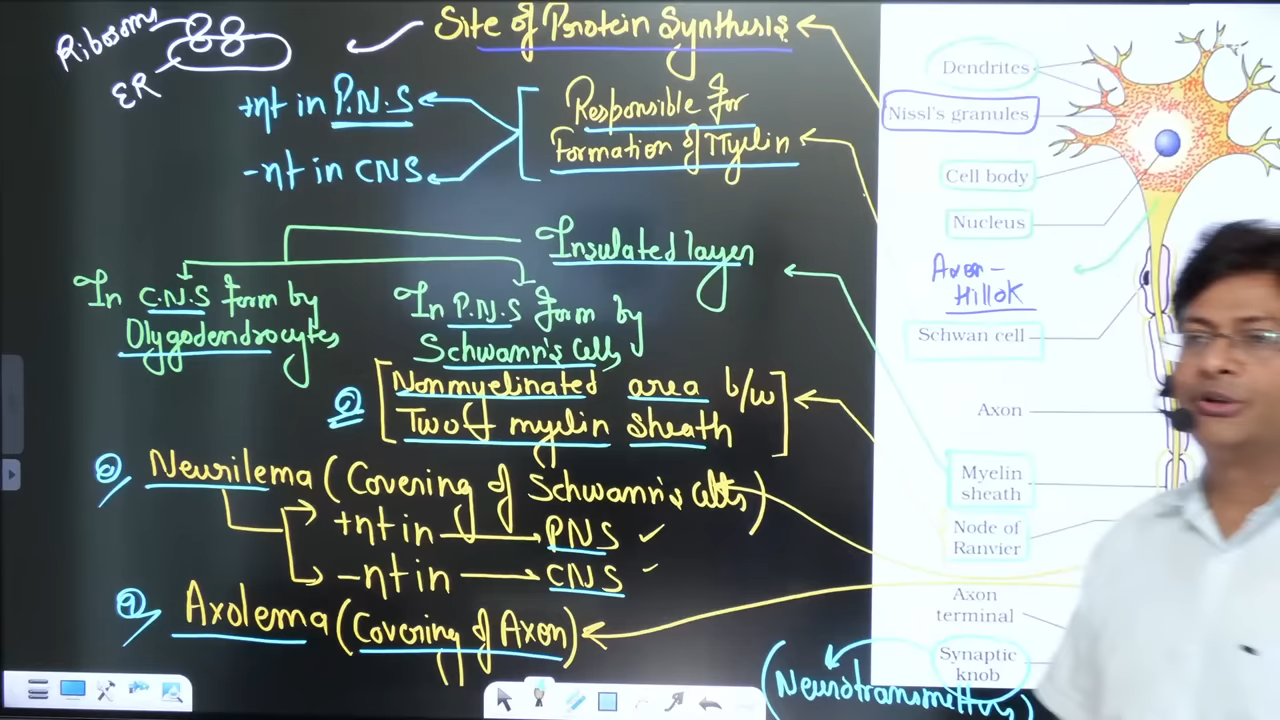 Ribosoms
ER
Site of Protein Synthesis
+nt in P.N.S
-nt in CNS
Responsible for
Formation of Myelin
Insulated layer
In C.N.S form by
Olygodendrocytes
In P.N.S form by
Schwann's Cells
Nonmyelinated area b/w
Two of myelin sheath
Neurilema (Covering of Schwann's Cells)
+nt in PNS
-nt in CNS
Axolema (Covering of Axon)
Dendrites
Nissl's granules
Cell body
Nucleus
Axon-
Hillok
Schwan cell
Axon
Myelin
sheath
Node of
Ranvier
Axon
terminal
Synaptic
knob
(Neurotransmitters)